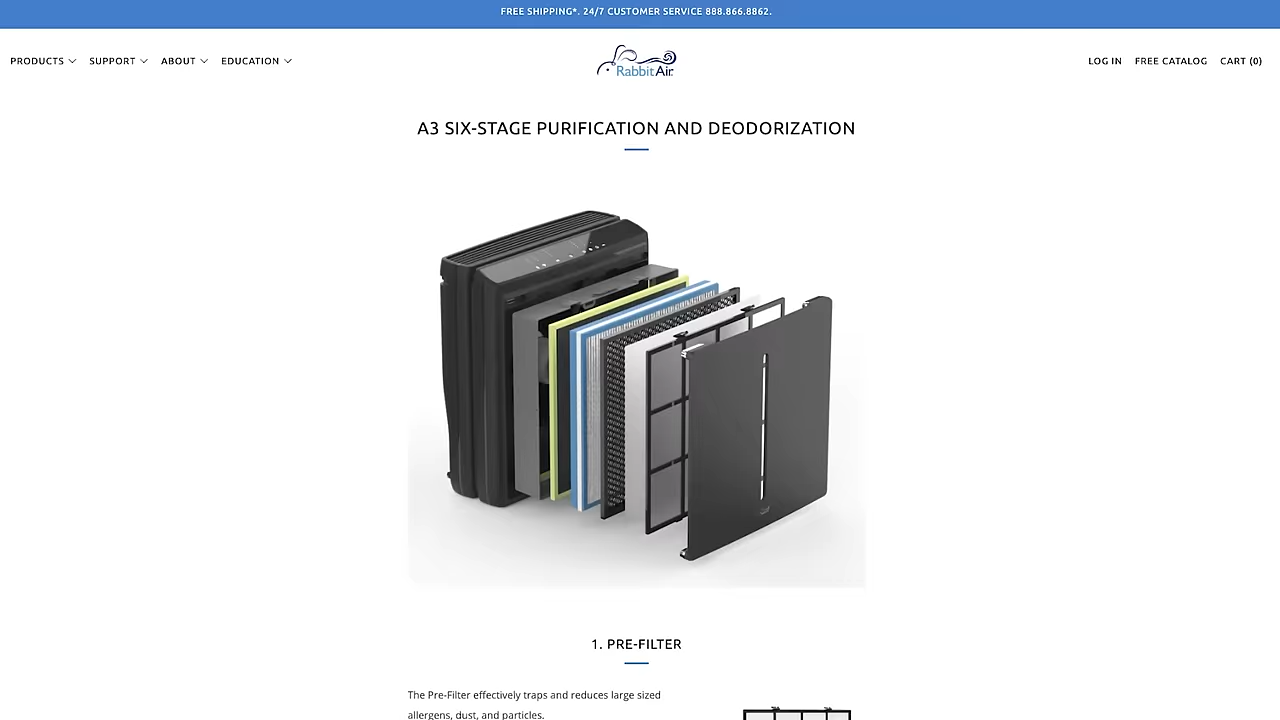 FREE SHIPPING*. 24/7 CUSTOMER SERVICE 888.866.8862.
PRODUCTS SUPPORT ABOUT EDUCATION
RabbitAir
LOG IN FREE CATALOG CART (0)
A3 SIX-STAGE PURIFICATION AND DEODORIZATION
1. PRE-FILTER
The Pre-Filter effectively traps and reduces large sized
allergens, dust, and particles.